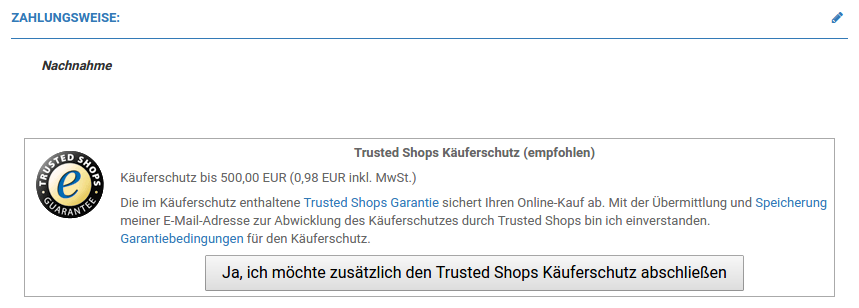 ZAHLUNGSWEISE:
Nachnahme
Trusted Shops Käuferschutz (empfohlen)
TRUSTED SHOPS
e
GUARANTEE
Käuferschutz bis 500,00 EUR (0,98 EUR inkl. MwSt.)
Die im Käuferschutz enthaltene Trusted Shops Garantie sichert Ihren Online-Kauf ab. Mit der Übermittlung und Speicherung
meiner E-Mail-Adresse zur Abwicklung des Käuferschutzes durch Trusted Shops bin ich einverstanden.
Garantiebedingungen für den Käuferschutz.
Ja, ich möchte zusätzlich den Trusted Shops Käuferschutz abschließen